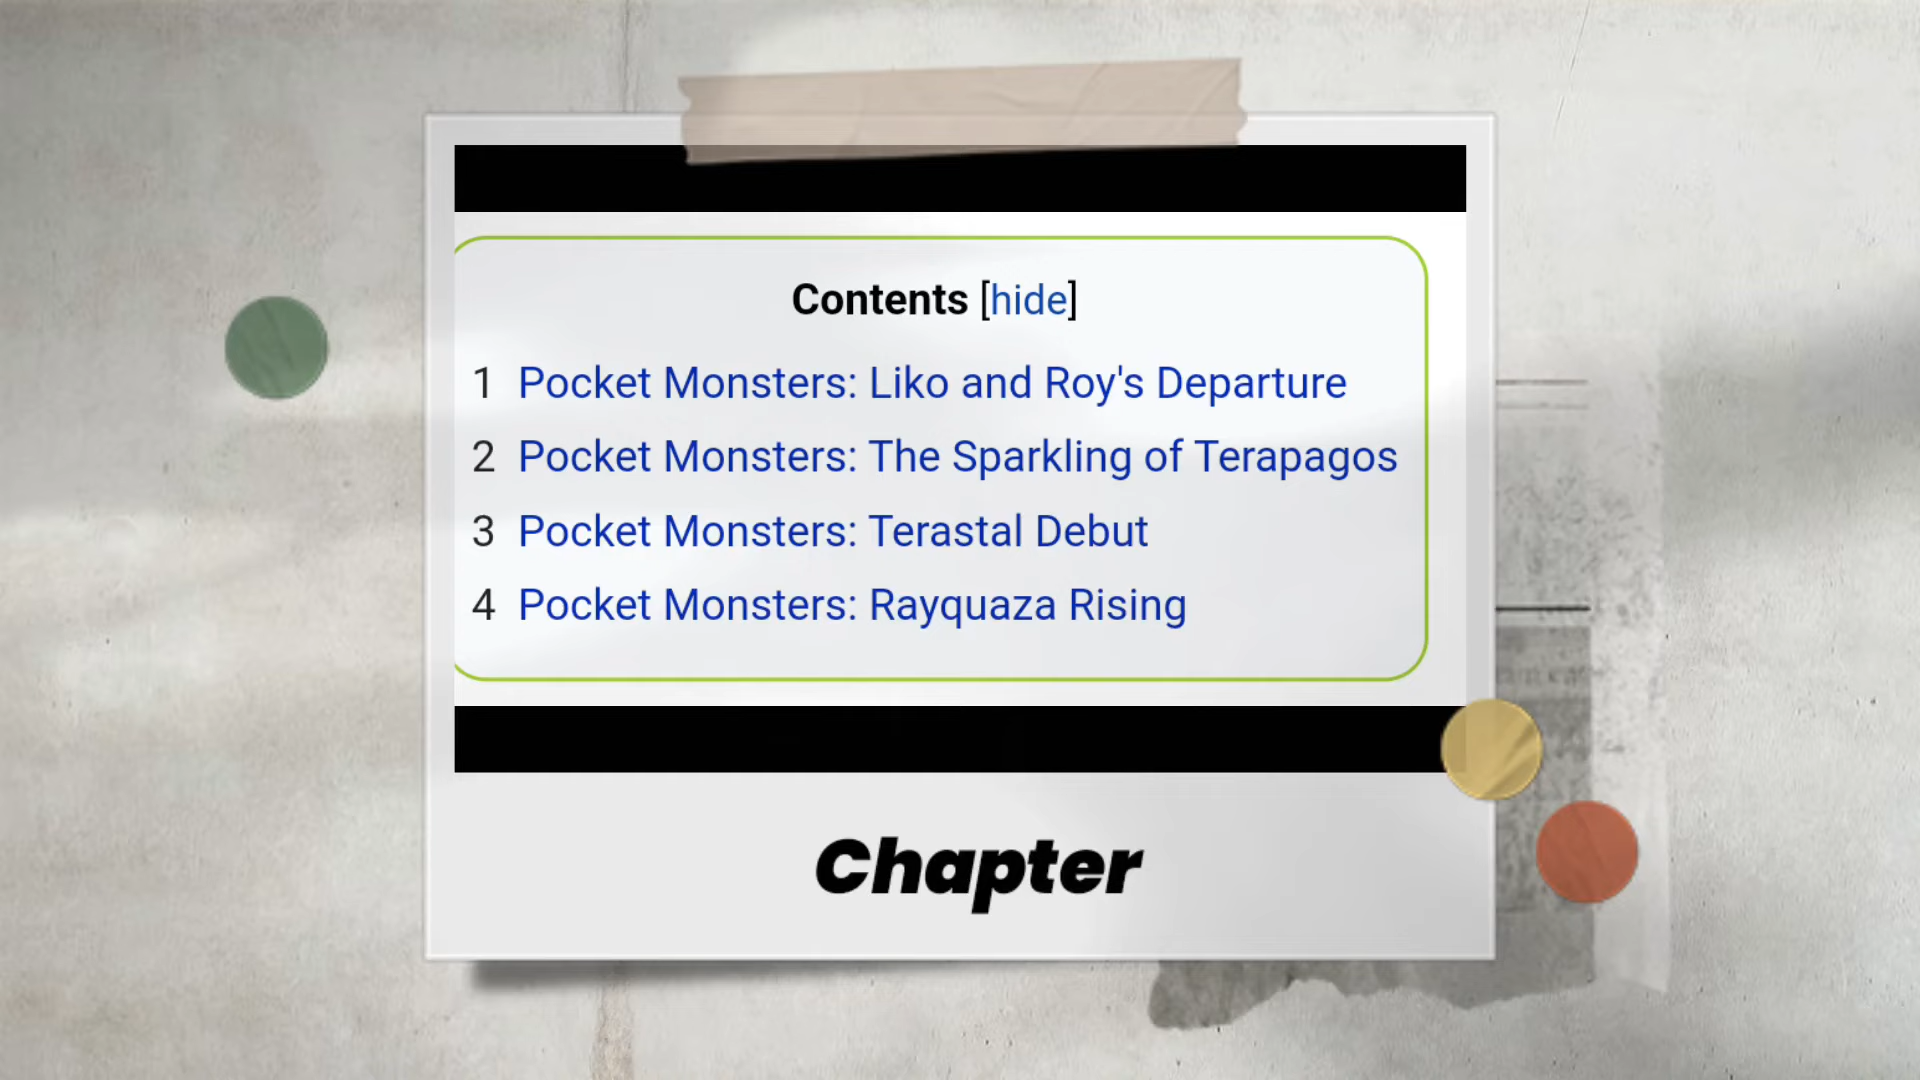 Contents [hide]
1 Pocket Monsters: Liko and Roy's Departure
2 Pocket Monsters: The Sparkling of Terapagos
3 Pocket Monsters: Terastal Debut
4 Pocket Monsters: Rayquaza Rising
Chapter